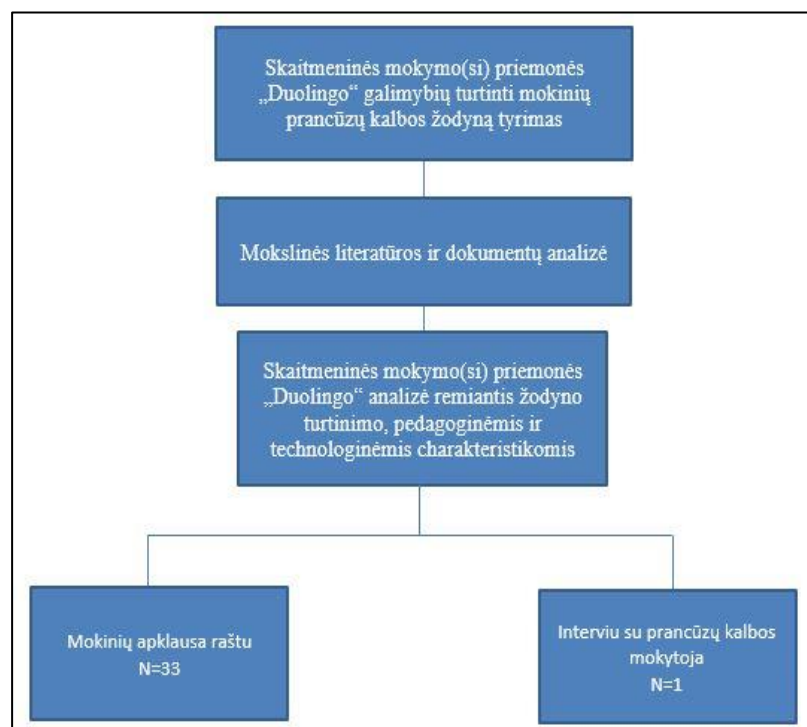 Skaitmeninės mokymo(si) priemonės
„Duolingo“ galimybių turtinti mokinių
prancūzų kalbos žodyną tyrimas
Mokslinės literatūros ir dokumentų analizė
Skaitmeninės mokymo(si) priemonės
„Duolingo“ analizė remiantis žodyno
turtinimo, pedagoginėmis ir
technologinėmis charakteristikomis
Mokinių apklausa raštu
N=33
Interviu su prancūzų kalbos
mokytoja
N=1